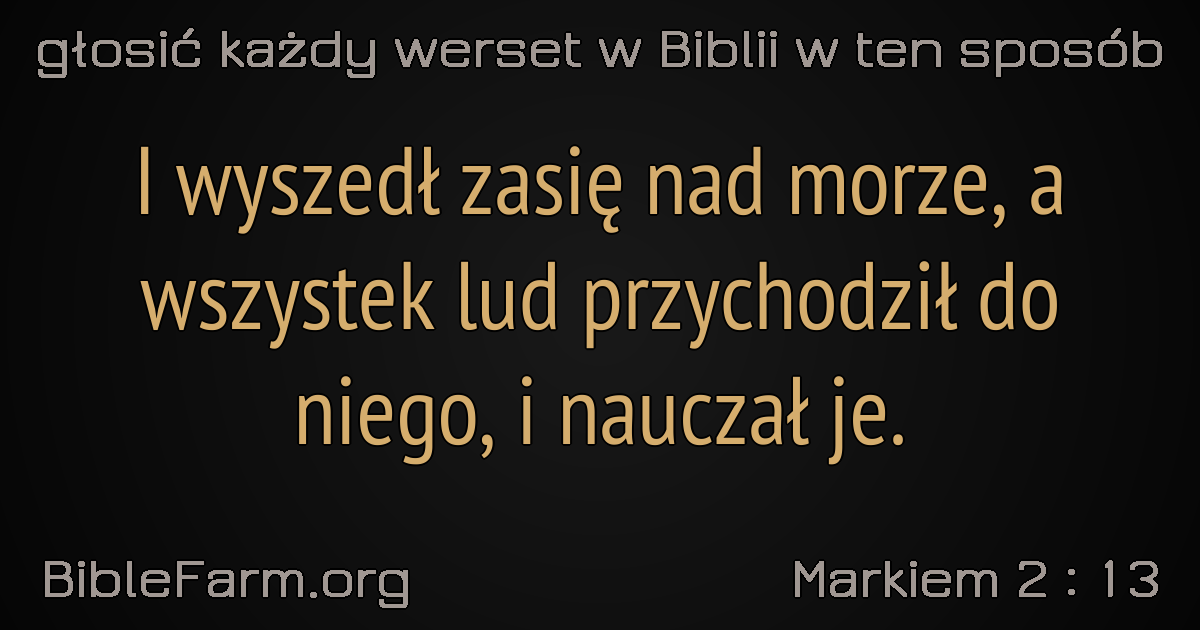 głosić każdy werset w Biblii w ten sposób
I wyszedł zasię nad morze, a
wszystek lud przychodził do
niego, i nauczał je.
BibleFarm.org
Markiem 2 : 13